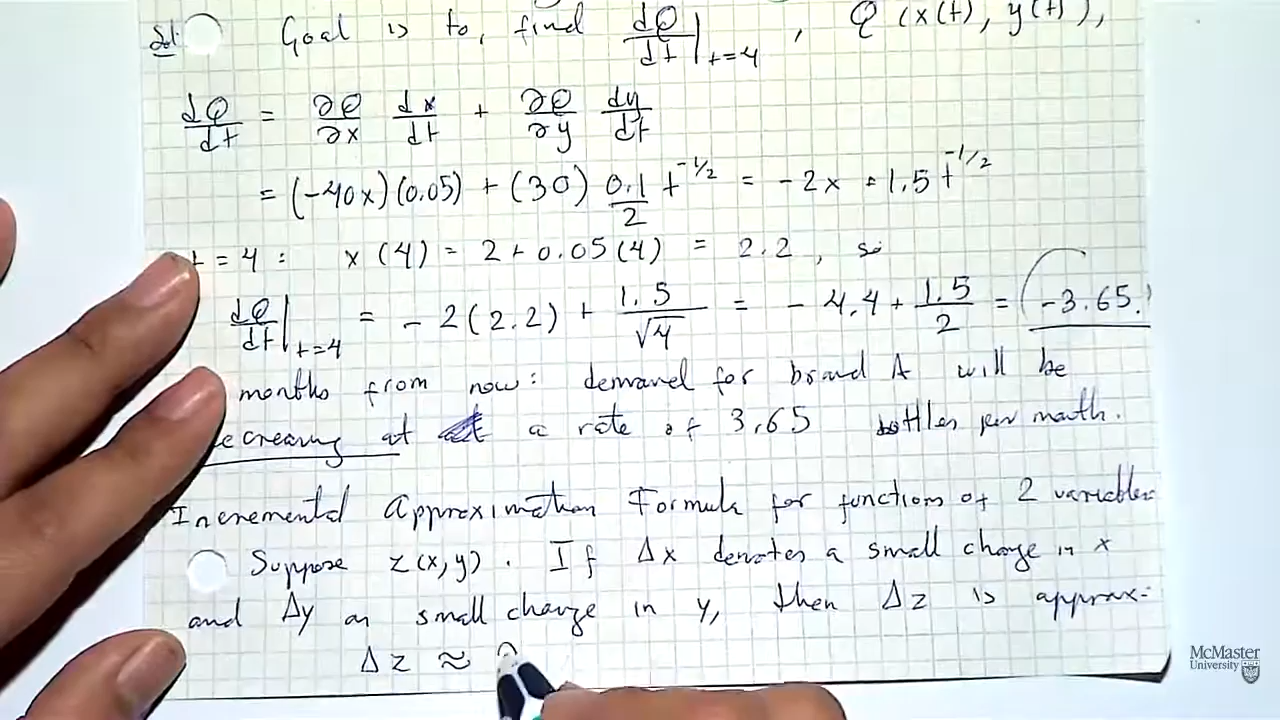 Sol: Goal is to, find dQ/dt|t=4 , Q(x(t), y(t)),
dQ/dt = ∂Q/∂x dx/dt + ∂Q/∂y dy/dt
= (-40x)(0.05) + (30) 0.1/2 t^-1/2 = -2x + 1.5 t^-1/2
t = 4 : x(4) = 2 + 0.05(4) = 2.2 , so
dQ/dt|t=4 = -2(2.2) + 1.5/√4 = -4.4 + 1.5/2 = -3.65.
months from now: demand for brand A will be
ecreasing at a rate of 3.65 bottles per month.
Incremental Approximation Formula for functions of 2 variables
Suppose z(x,y). If Δx denotes a small change in x
and Δy a small change in y, then Δz is approx:
Δz ≈
McMaster
University